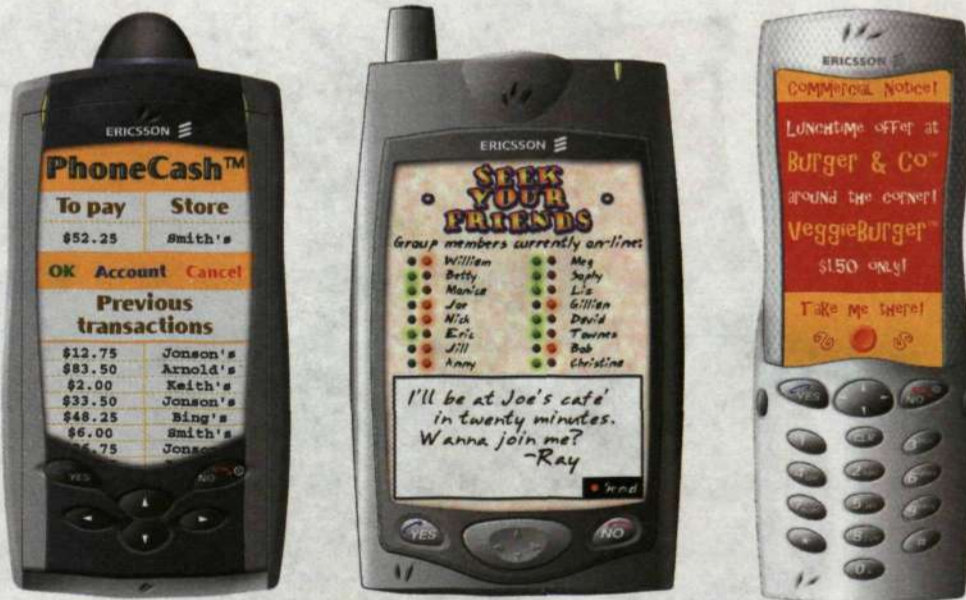 ERICSSON
PhoneCash™
To pay Store
$52.25 Smith's
OK Account Cancel
Previous
transactions
$12.75 Jonson's
$83.50 Arnold's
$2.00 Keith's
$33.50 Jonson's
$48.25 Bing's
$6.00 Smith's
YES NO
ERICSSON
SEEK
YOUR
FRIENDS
Group members currently on-line:
William Meg
Betty Sophy
Monica Liz
Joe Gillian
Nick David
Eric Townes
Jill Bob
Anny Christine
I'll be at Joe's café
in twenty minutes.
Wanna join me?
-Ray
Send
YES NO
ERICSSON
Commercial Notice!
Lunchtime offer at
Burger & Co™
around the corner!
VeggieBurger™
$1.50 only!
Take me there!
YES NO